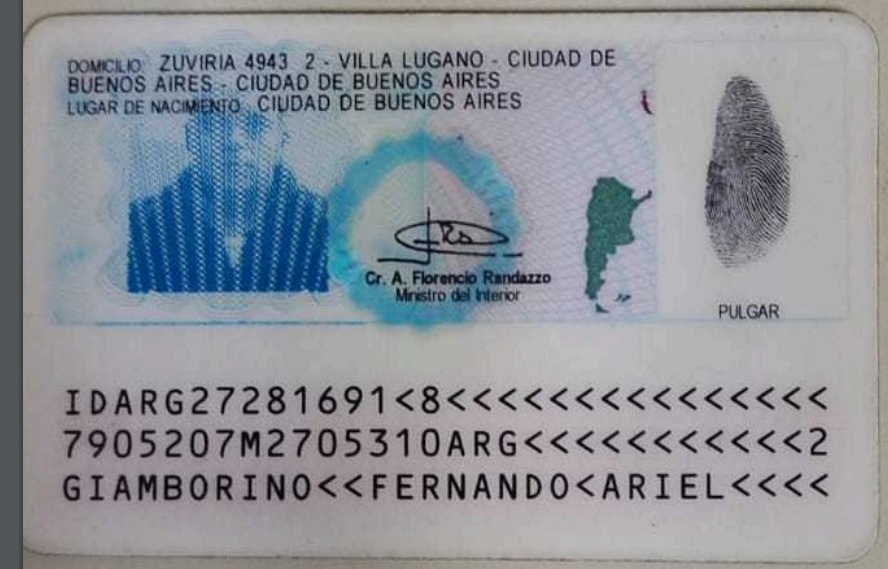 DOMICILIO: ZUVIRIA 4943 2 - VILLA LUGANO - CIUDAD DE
BUENOS AIRES - CIUDAD DE BUENOS AIRES
LUGAR DE NACIMIENTO: CIUDAD DE BUENOS AIRES
Cr. A. Florencio Randazzo
Ministro del Interior
PULGAR
IDARG27281691<8<<<<<<<<<<<<<<<
7905207M2705310ARG<<<<<<<<<<<2
GIAMBORINO<<FERNANDO<ARIEL<<<<